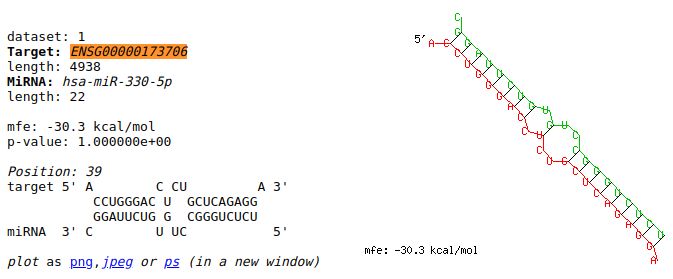 dataset: 1
Target: ENSG00000173706
length: 4938
MiRNA: hsa-miR-330-5p
length: 22
mfe: -30.3 kcal/mol
p-value: 1.000000e+00
Position: 39
target 5' A        C CU         A 3'
           CCUGGGAC U  GCUCAGAGG
           GGAUUCUG G  CGGGUCUCU
miRNA  3' C        U UC           5'
plot as png,jpeg or ps (in a new window)
5'
mfe: -30.3 kcal/mol